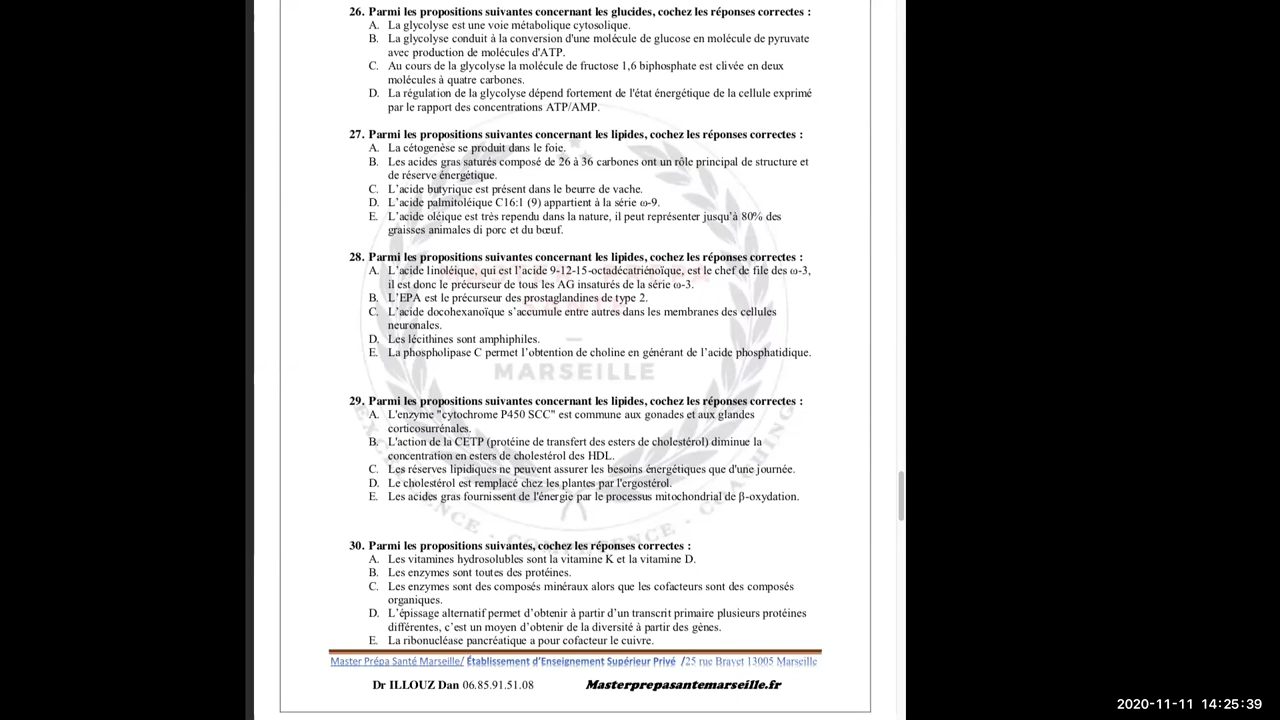 26. Parmi les propositions suivantes concernant les glucides, cochez les réponses correctes :
A. La glycolyse est une voie métabolique cytosolique.
B. La glycolyse conduit à la conversion d'une molécule de glucose en molécule de pyruvate
avec production de molécules d'ATP.
C. Au cours de la glycolyse la molécule de fructose 1,6 biphosphate est clivée en deux
molécules à quatre carbones.
D. La régulation de la glycolyse dépend fortement de l'état énergétique de la cellule exprimé
par le rapport des concentrations ATP/AMP.
27. Parmi les propositions suivantes concernant les lipides, cochez les réponses correctes :
A. La cétogenèse se produit dans le foie.
B. Les acides gras saturés composé de 26 à 36 carbones ont un rôle principal de structure et
de réserve énergétique.
C. L'acide butyrique est présent dans le beurre de vache.
D. L'acide palmitoléique C16:1 (9) appartient à la série ω-9.
E. L'acide oléique est très rependu dans la nature, il peut représenter jusqu'à 80% des
graisses animales di porc et du bœuf.
28. Parmi les propositions suivantes concernant les lipides, cochez les réponses correctes :
A. L'acide linoléique, qui est l'acide 9-12-15-octadécatriénoïque, est le chef de file des ω-3,
il est donc le précurseur de tous les AG insaturés de la série ω-3.
B. L'EPA est le précurseur des prostaglandines de type 2.
C. L'acide docohexanoïque s'accumule entre autres dans les membranes des cellules
neuronales.
D. Les lécithines sont amphiphiles.
E. La phospholipase C permet l'obtention de choline en générant de l'acide phosphatidique.
MARSEILLE
29. Parmi les propositions suivantes concernant les lipides, cochez les réponses correctes :
A. L'enzyme "cytochrome P450 SCC" est commune aux gonades et aux glandes
corticosurrénales.
B. L'action de la CETP (protéine de transfert des esters de cholestérol) diminue la
concentration en esters de cholestérol des HDL.
C. Les réserves lipidiques ne peuvent assurer les besoins énergétiques que d'une journée.
D. Le cholestérol est remplacé chez les plantes par l'ergostérol.
E. Les acides gras fournissent de l'énergie par le processus mitochondrial de β-oxydation.
30. Parmi les propositions suivantes, cochez les réponses correctes :
A. Les vitamines hydrosolubles sont la vitamine K et la vitamine D.
B. Les enzymes sont toutes des protéines.
C. Les enzymes sont des composés minéraux alors que les cofacteurs sont des composés
organiques.
D. L'épissage alternatif permet d'obtenir à partir d'un transcrit primaire plusieurs protéines
différentes, c'est un moyen d'obtenir de la diversité à partir des gènes.
E. La ribonucléase pancréatique a pour cofacteur le cuivre.
Master Prépa Santé Marseille/ Établissement d'Enseignement Supérieur Privé /25 rue Bravet 13005 Marseille
Dr ILLOUZ Dan 06.85.91.51.08 Masterprepasantemarseille.fr
2020-11-11 14:25:39